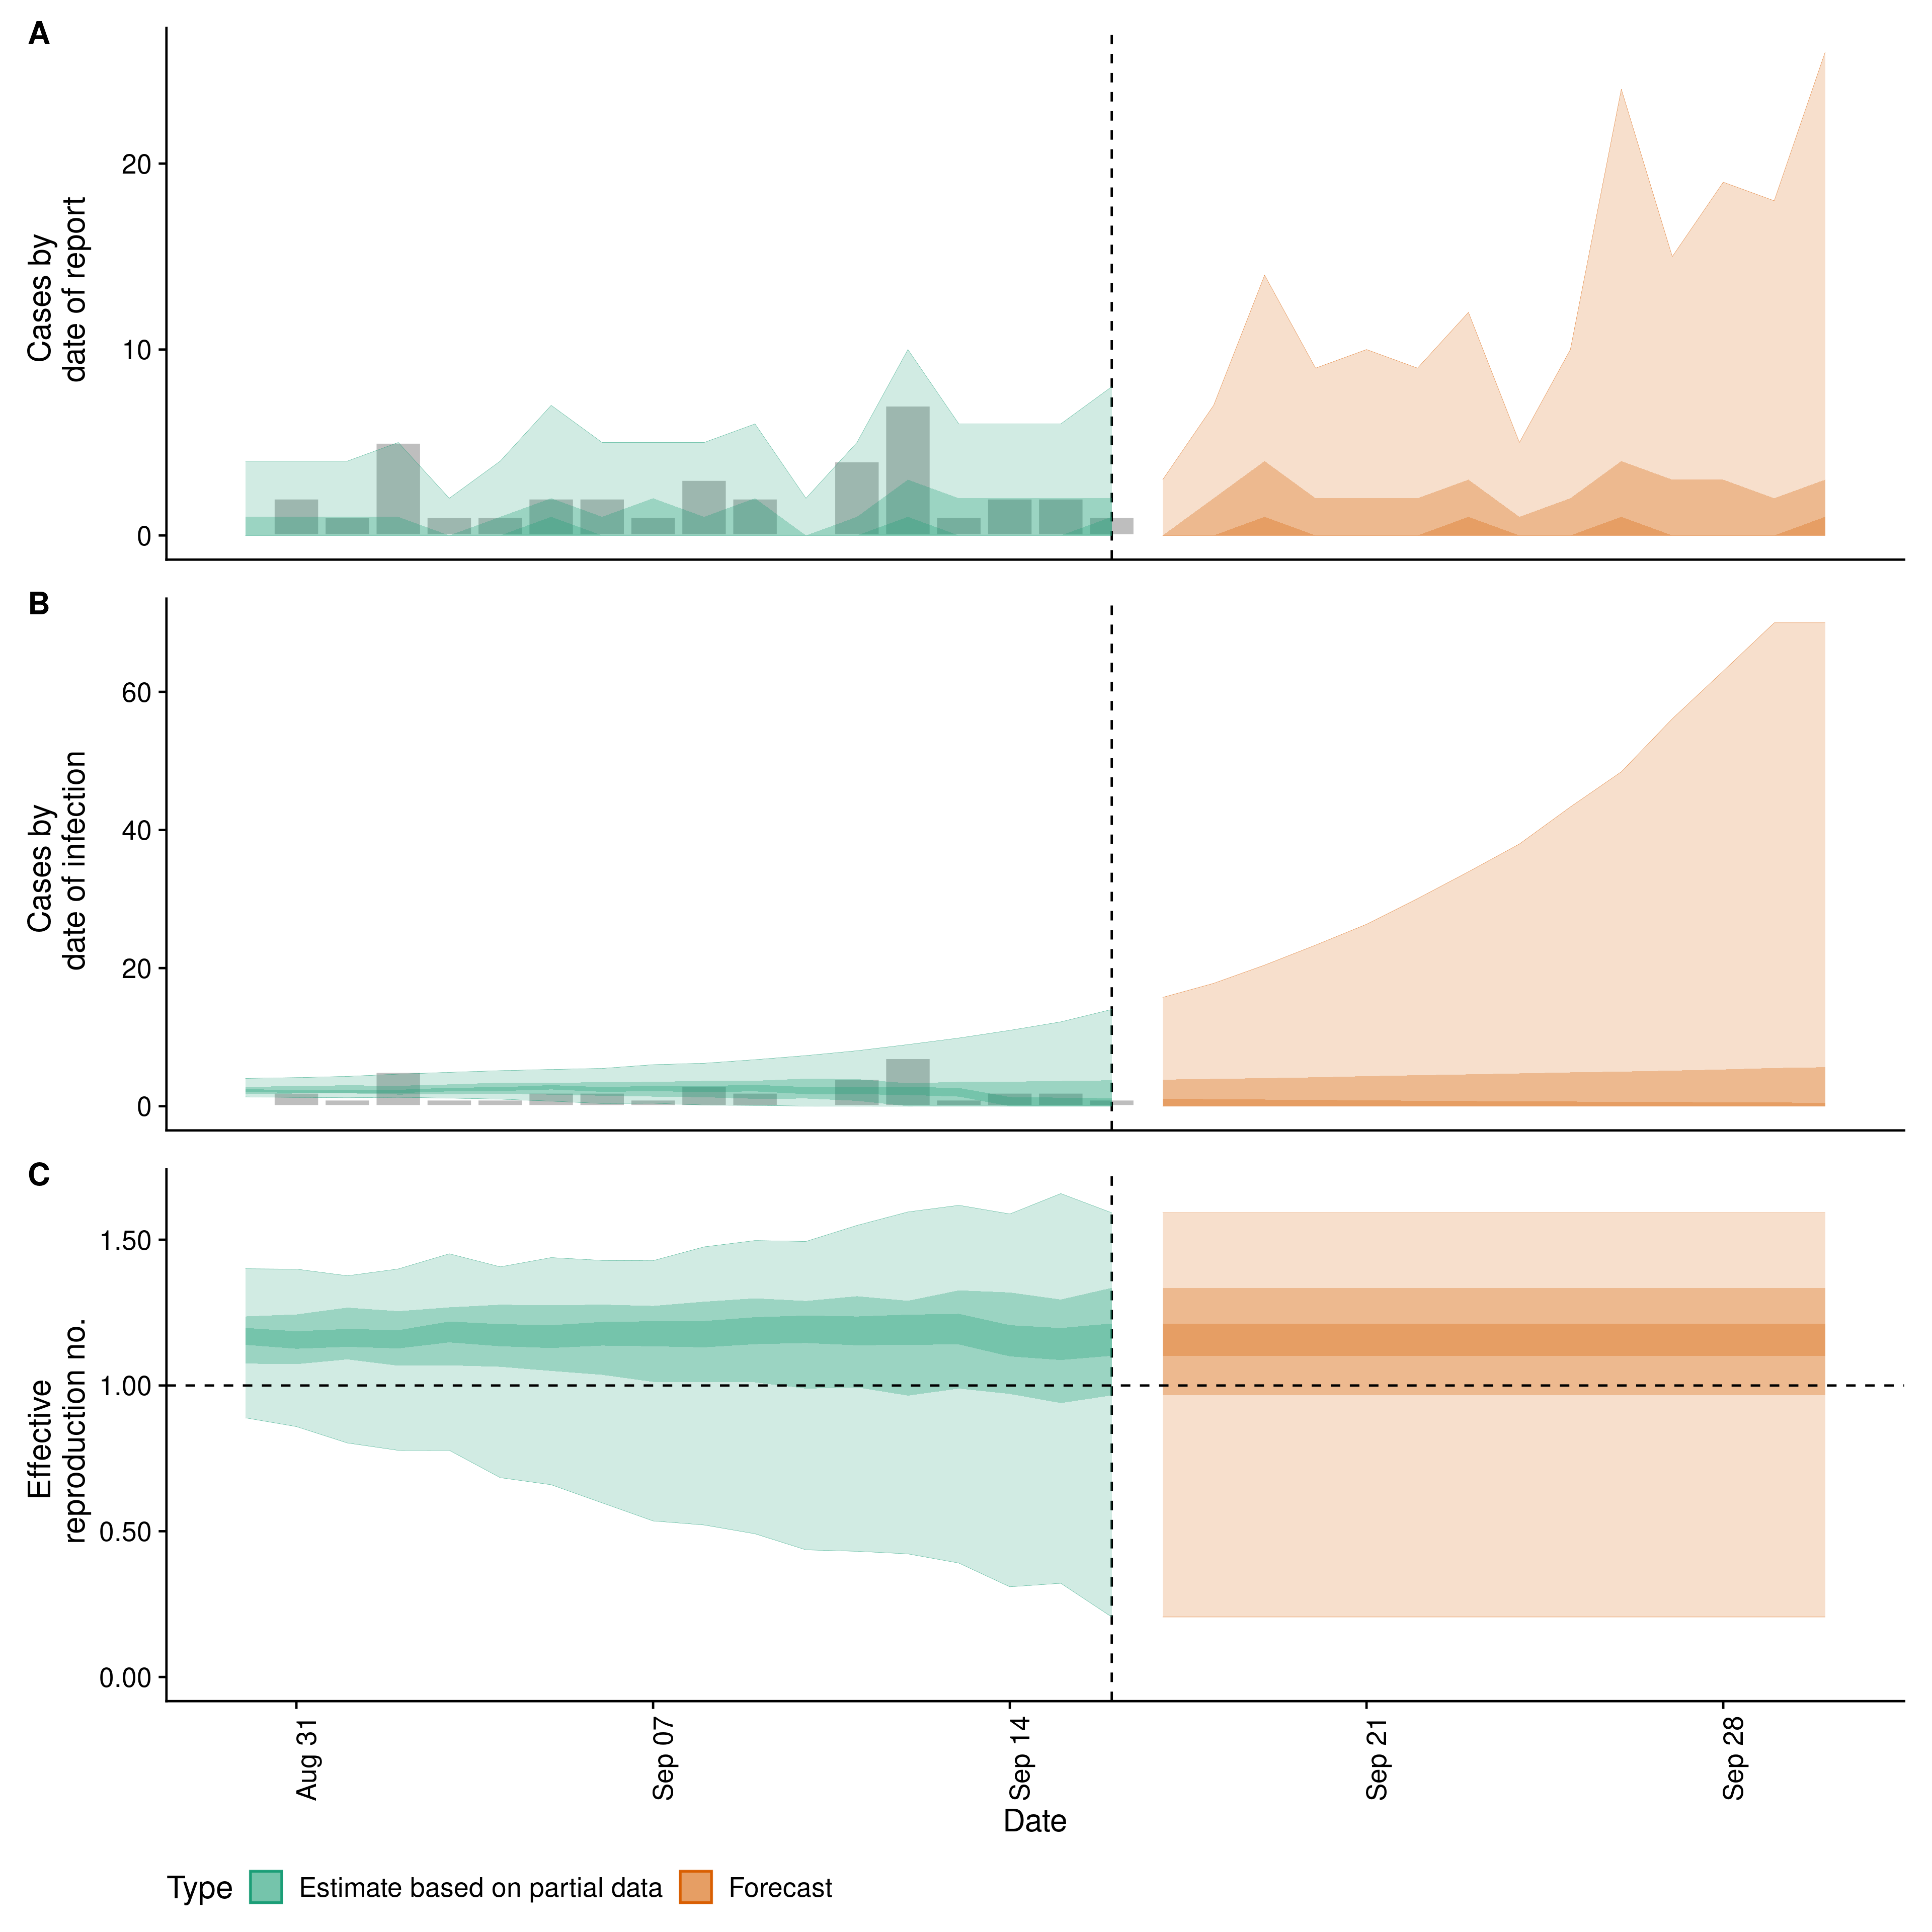 A
Cases by
date of report
20
10
0
B
Cases by
date of infection
60
40
20
0
C
Effective
reproduction no.
1.50
1.00
0.50
0.00
Aug 31
Sep 07
Sep 14
Sep 21
Sep 28
Date
Type Estimate based on partial data Forecast